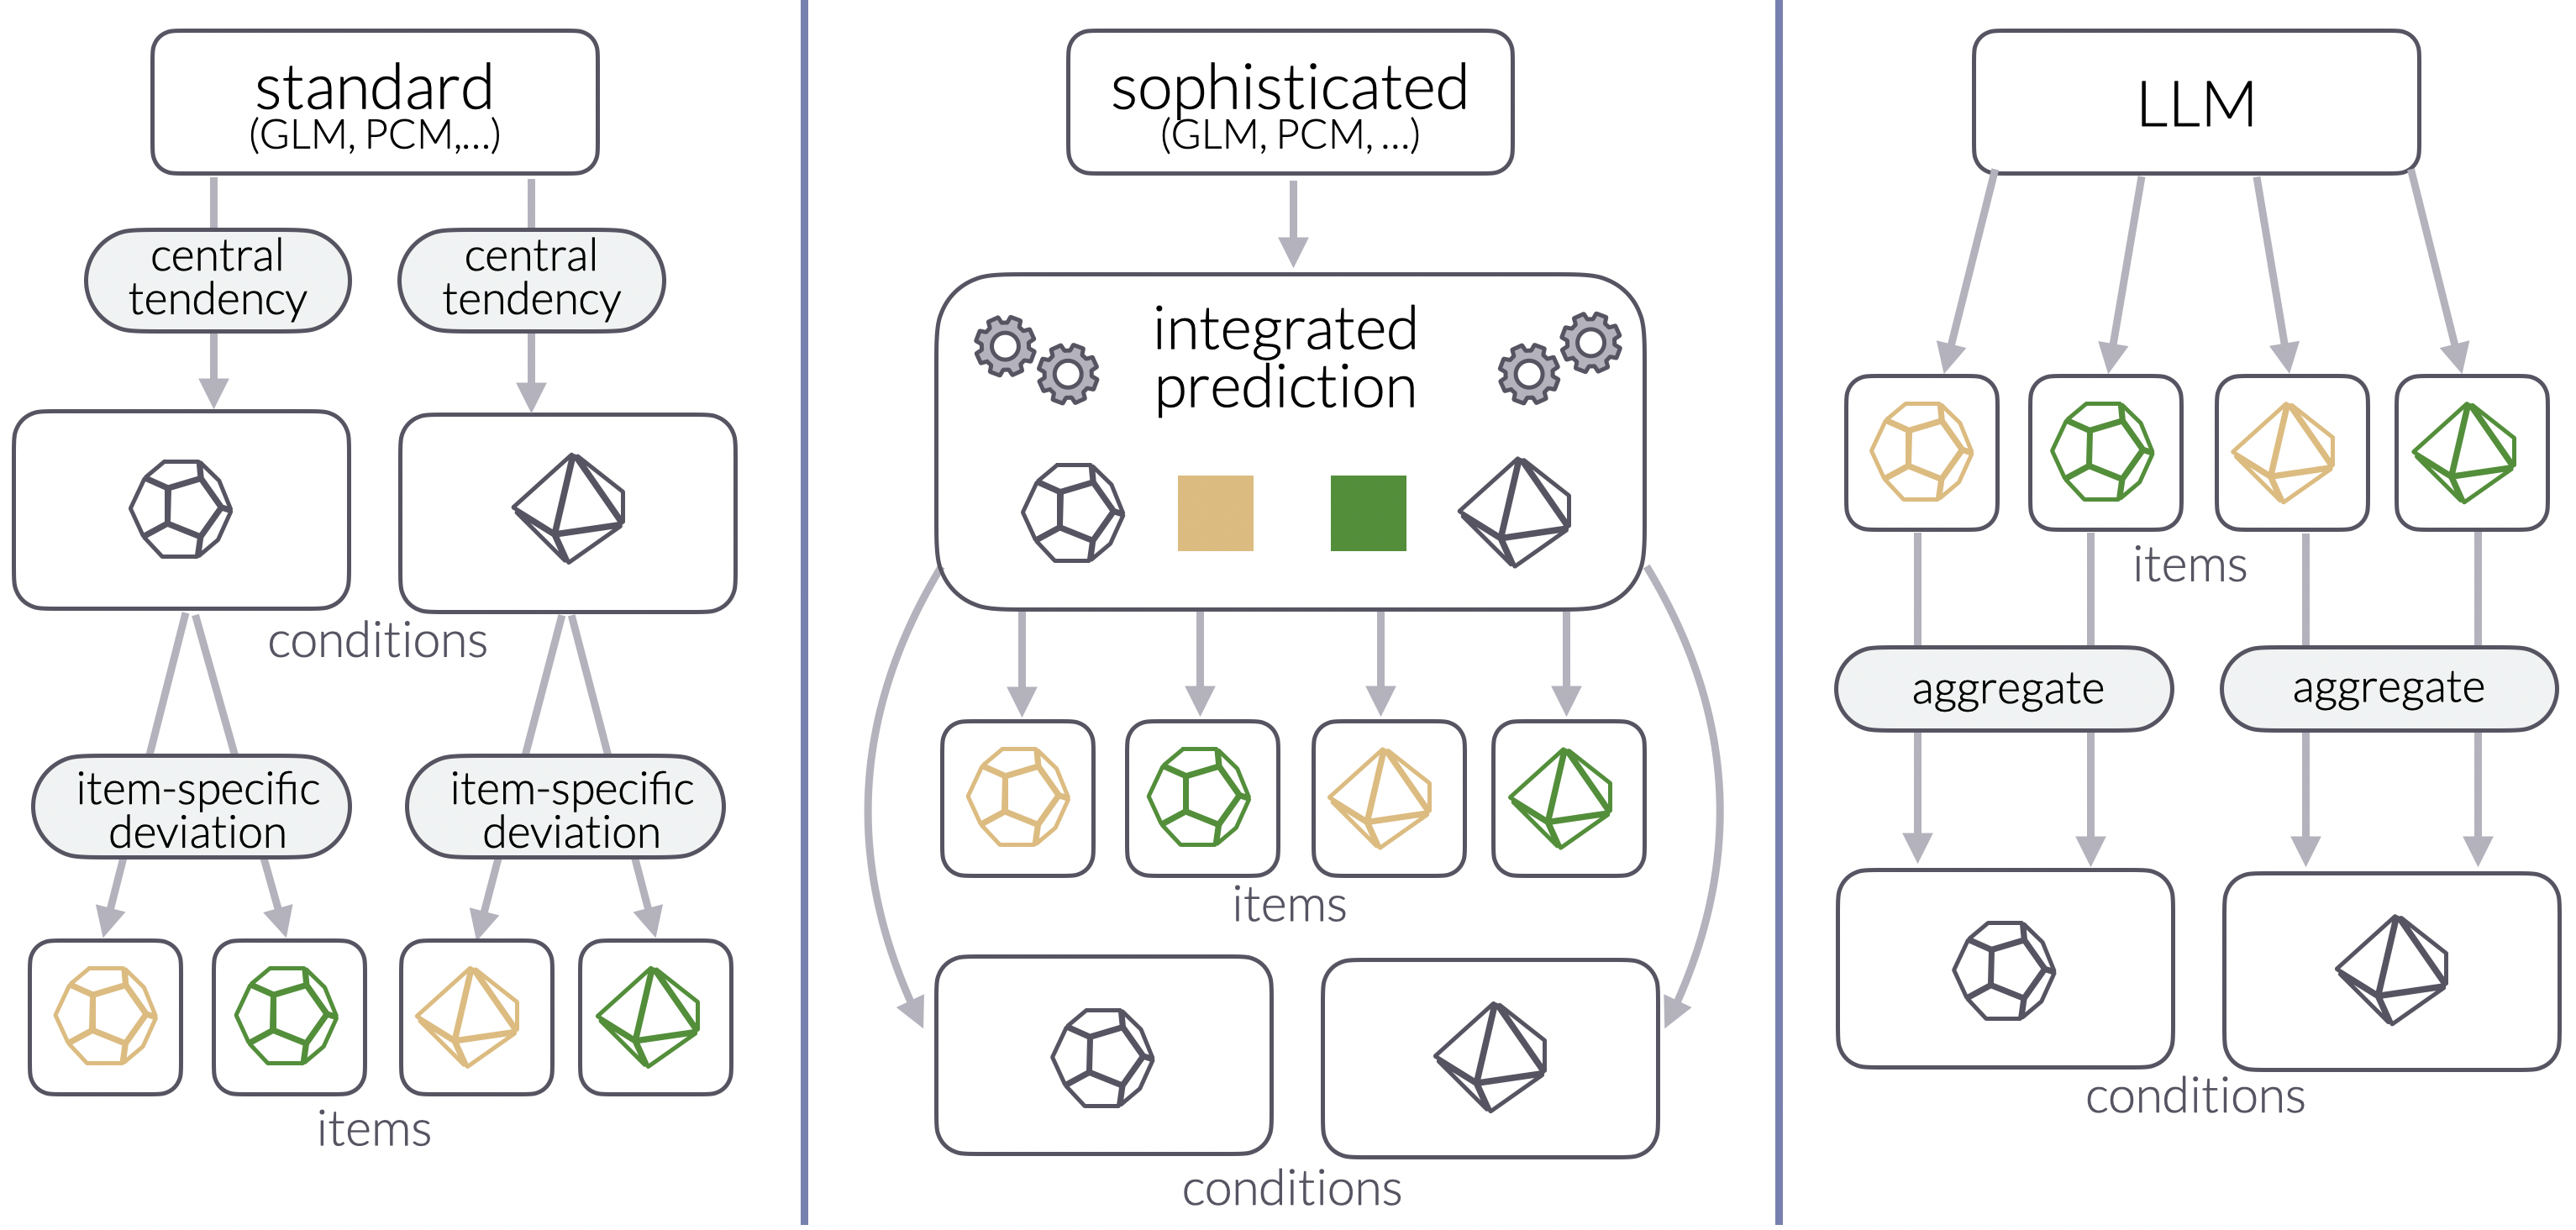 standard
(GLM, PCM,...)
central
tendency
central
tendency
conditions
item-specific
deviation
item-specific
deviation
items
sophisticated
(GLM, PCM, ...)
integrated
prediction
items
conditions
LLM
items
aggregate
aggregate
conditions